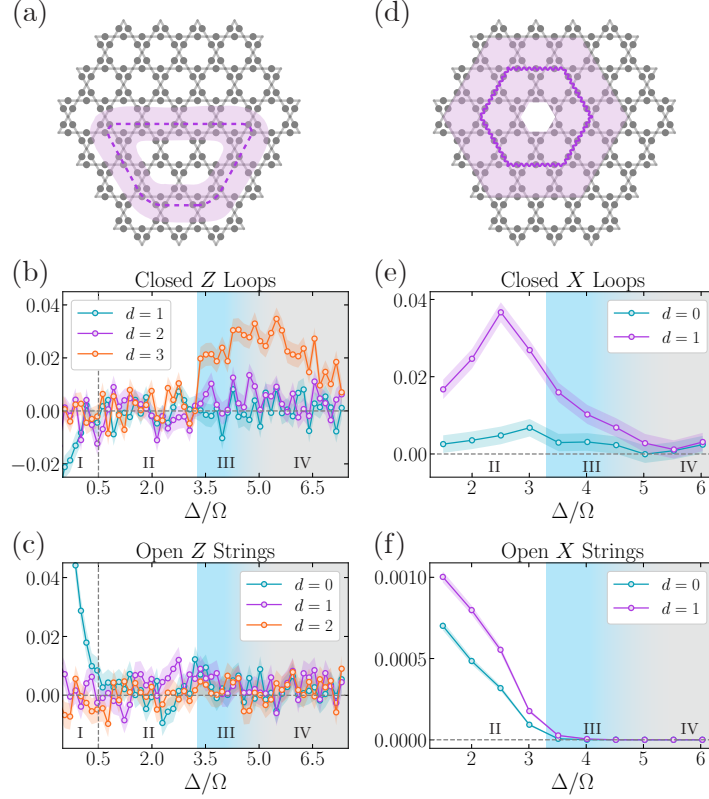 (a)
(d)
(b)
Closed Z Loops
0.04
0.02
0.00
−0.02
d = 1
d = 2
d = 3
I
II
III
IV
0.5
2.0
3.5
5.0
6.5
Δ/Ω
(e)
Closed X Loops
0.04
0.02
0.00
d = 0
d = 1
II
III
IV
2
3
4
5
6
Δ/Ω
(c)
Open Z Strings
0.04
0.02
0.00
d = 0
d = 1
d = 2
I
II
III
IV
0.5
2.0
3.5
5.0
6.5
Δ/Ω
(f)
Open X Strings
0.0010
0.0005
0.0000
d = 0
d = 1
II
III
IV
2
3
4
5
6
Δ/Ω